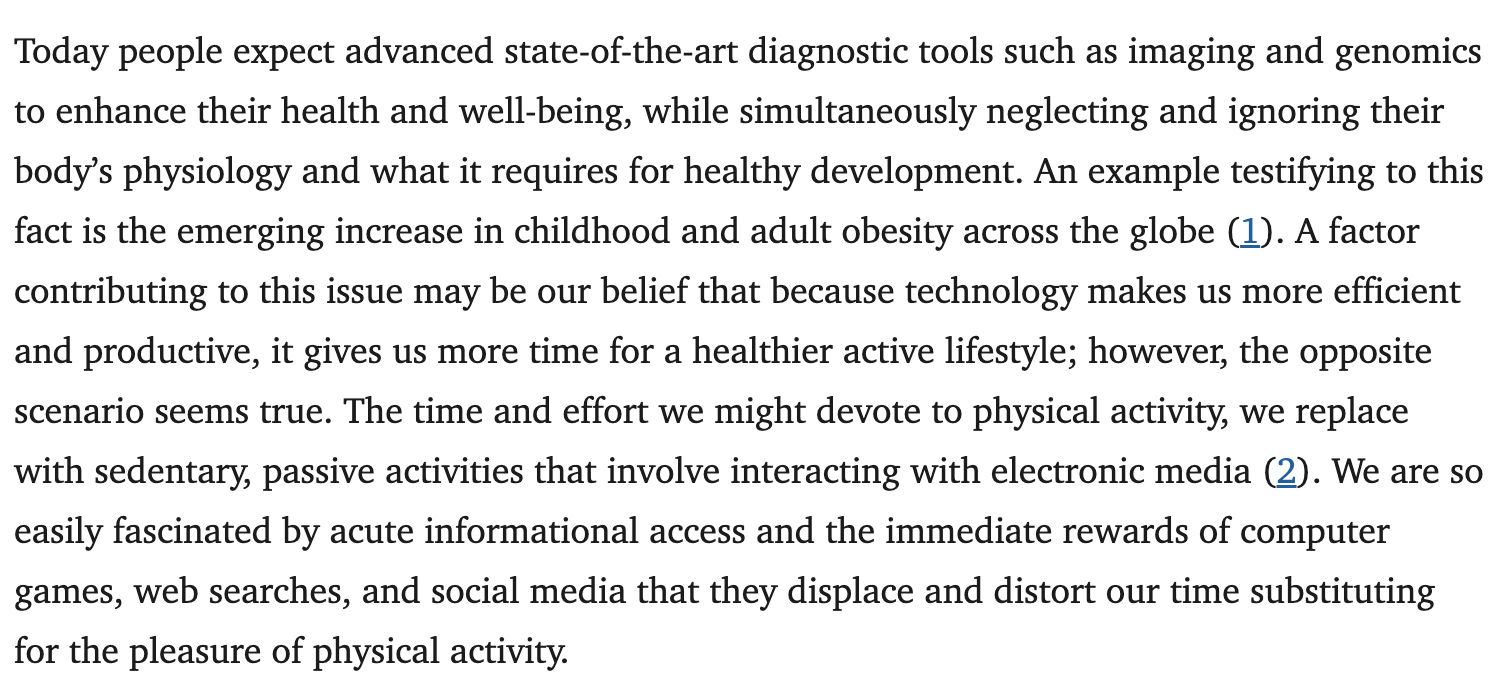 Today people expect advanced state-of-the-art diagnostic tools such as imaging and genomics
to enhance their health and well-being, while simultaneously neglecting and ignoring their
body’s physiology and what it requires for healthy development. An example testifying to this
fact is the emerging increase in childhood and adult obesity across the globe (1). A factor
contributing to this issue may be our belief that because technology makes us more efficient
and productive, it gives us more time for a healthier active lifestyle; however, the opposite
scenario seems true. The time and effort we might devote to physical activity, we replace
with sedentary, passive activities that involve interacting with electronic media (2). We are so
easily fascinated by acute informational access and the immediate rewards of computer
games, web searches, and social media that they displace and distort our time substituting
for the pleasure of physical activity.